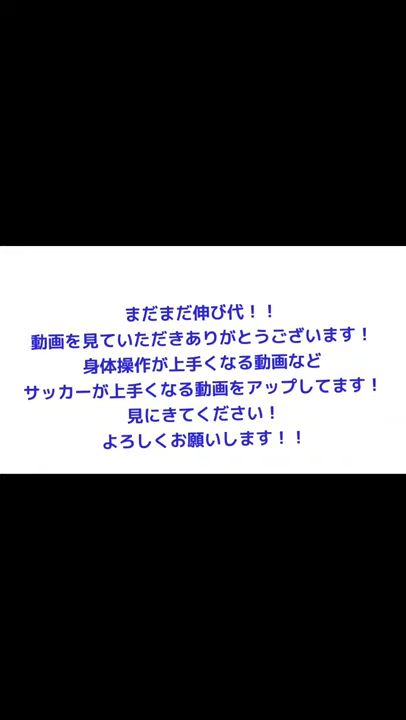 まだまだ伸び代！！
動画を見ていただきありがとうございます！
身体操作が上手くなる動画など
サッカーが上手くなる動画をアップしてます！
見にきてください！
よろしくお願いします！！